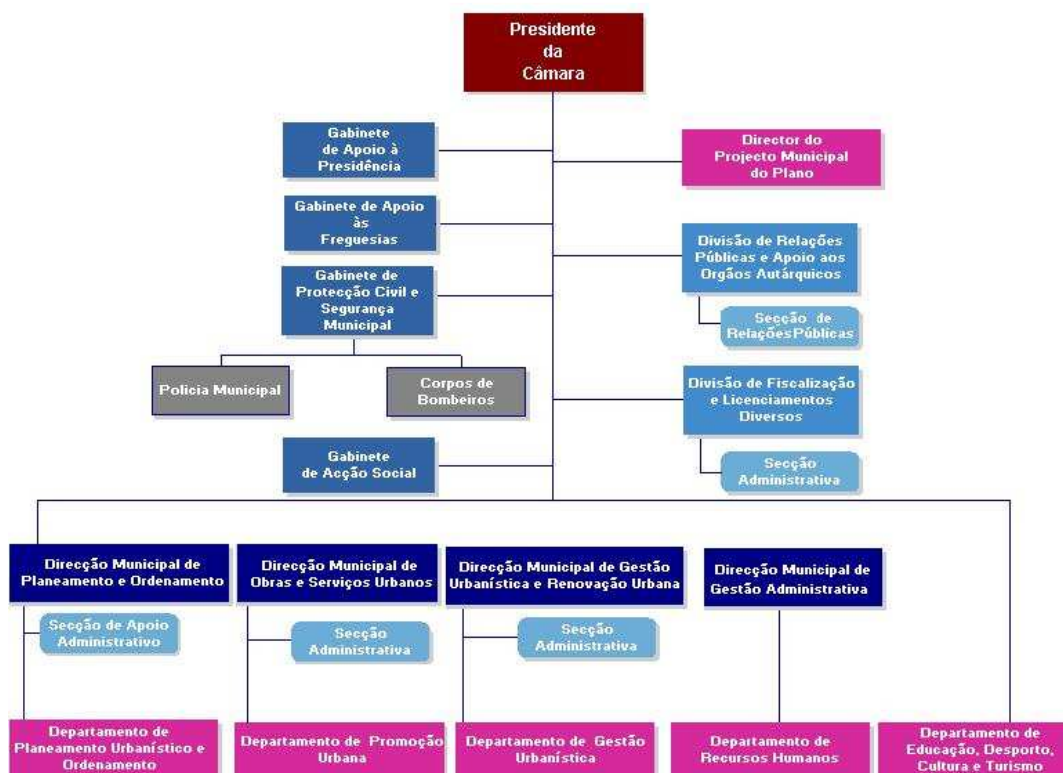 Presidente
da
Câmara
Gabinete
de Apoio à
Presidência
Director do
Projecto Municipal
do Plano
Gabinete de Apoio
às
Freguesias
Divisão de Relações
Públicas e Apoio aos
Orgãos Autárquicos
Secção de
Relações Públicas
Gabinete de
Protecção Civil e
Segurança
Municipal
Policia Municipal
Corpos de
Bombeiros
Divisão de Fiscalização
e Licenciamentos
Diversos
Secção
Administrativa
Gabinete
de Acção Social
Direcção Municipal de
Planeamento e Ordenamento
Direcção Municipal de
Obras e Serviços Urbanos
Direcção Municipal de Gestão
Urbanística e Renovação Urbana
Direcção Municipal de
Gestão Administrativa
Secção de Apoio
Administrativo
Secção
Administrativa
Secção
Administrativa
Departamento de
Planeamento Urbanístico e
Ordenamento
Departamento de Promoção
Urbana
Departamento de Gestão
Urbanística
Departamento de
Recursos Humanos
Departamento de
Educação, Desporto,
Cultura e Turismo